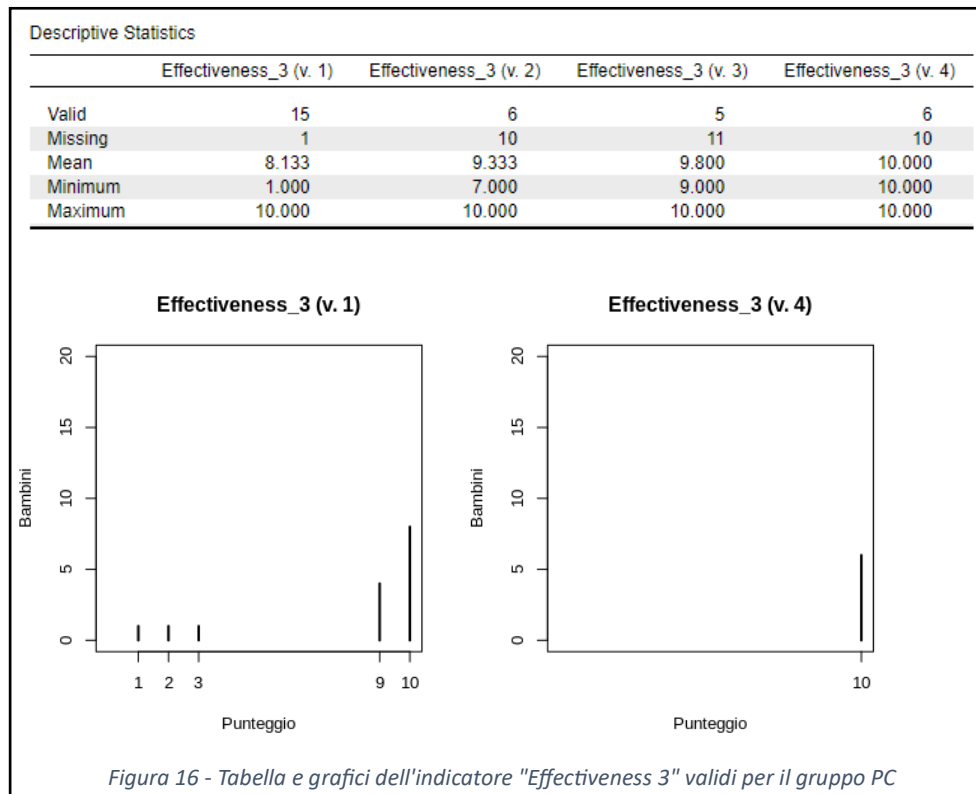 Descriptive Statistics
Effectiveness_3 (v. 1) Effectiveness_3 (v. 2) Effectiveness_3 (v. 3) Effectiveness_3 (v. 4)
Valid 15 6 5 6
Missing 1 10 11 10
Mean 8.133 9.333 9.800 10.000
Minimum 1.000 7.000 9.000 10.000
Maximum 10.000 10.000 10.000 10.000
Effectiveness_3 (v. 1)
20
15
10
5
0
Bambini
1 2 3 9 10
Punteggio
Effectiveness_3 (v. 4)
20
15
10
5
0
Bambini
10
Punteggio
Figura 16 - Tabella e grafici dell'indicatore "Effectiveness 3" validi per il gruppo PC